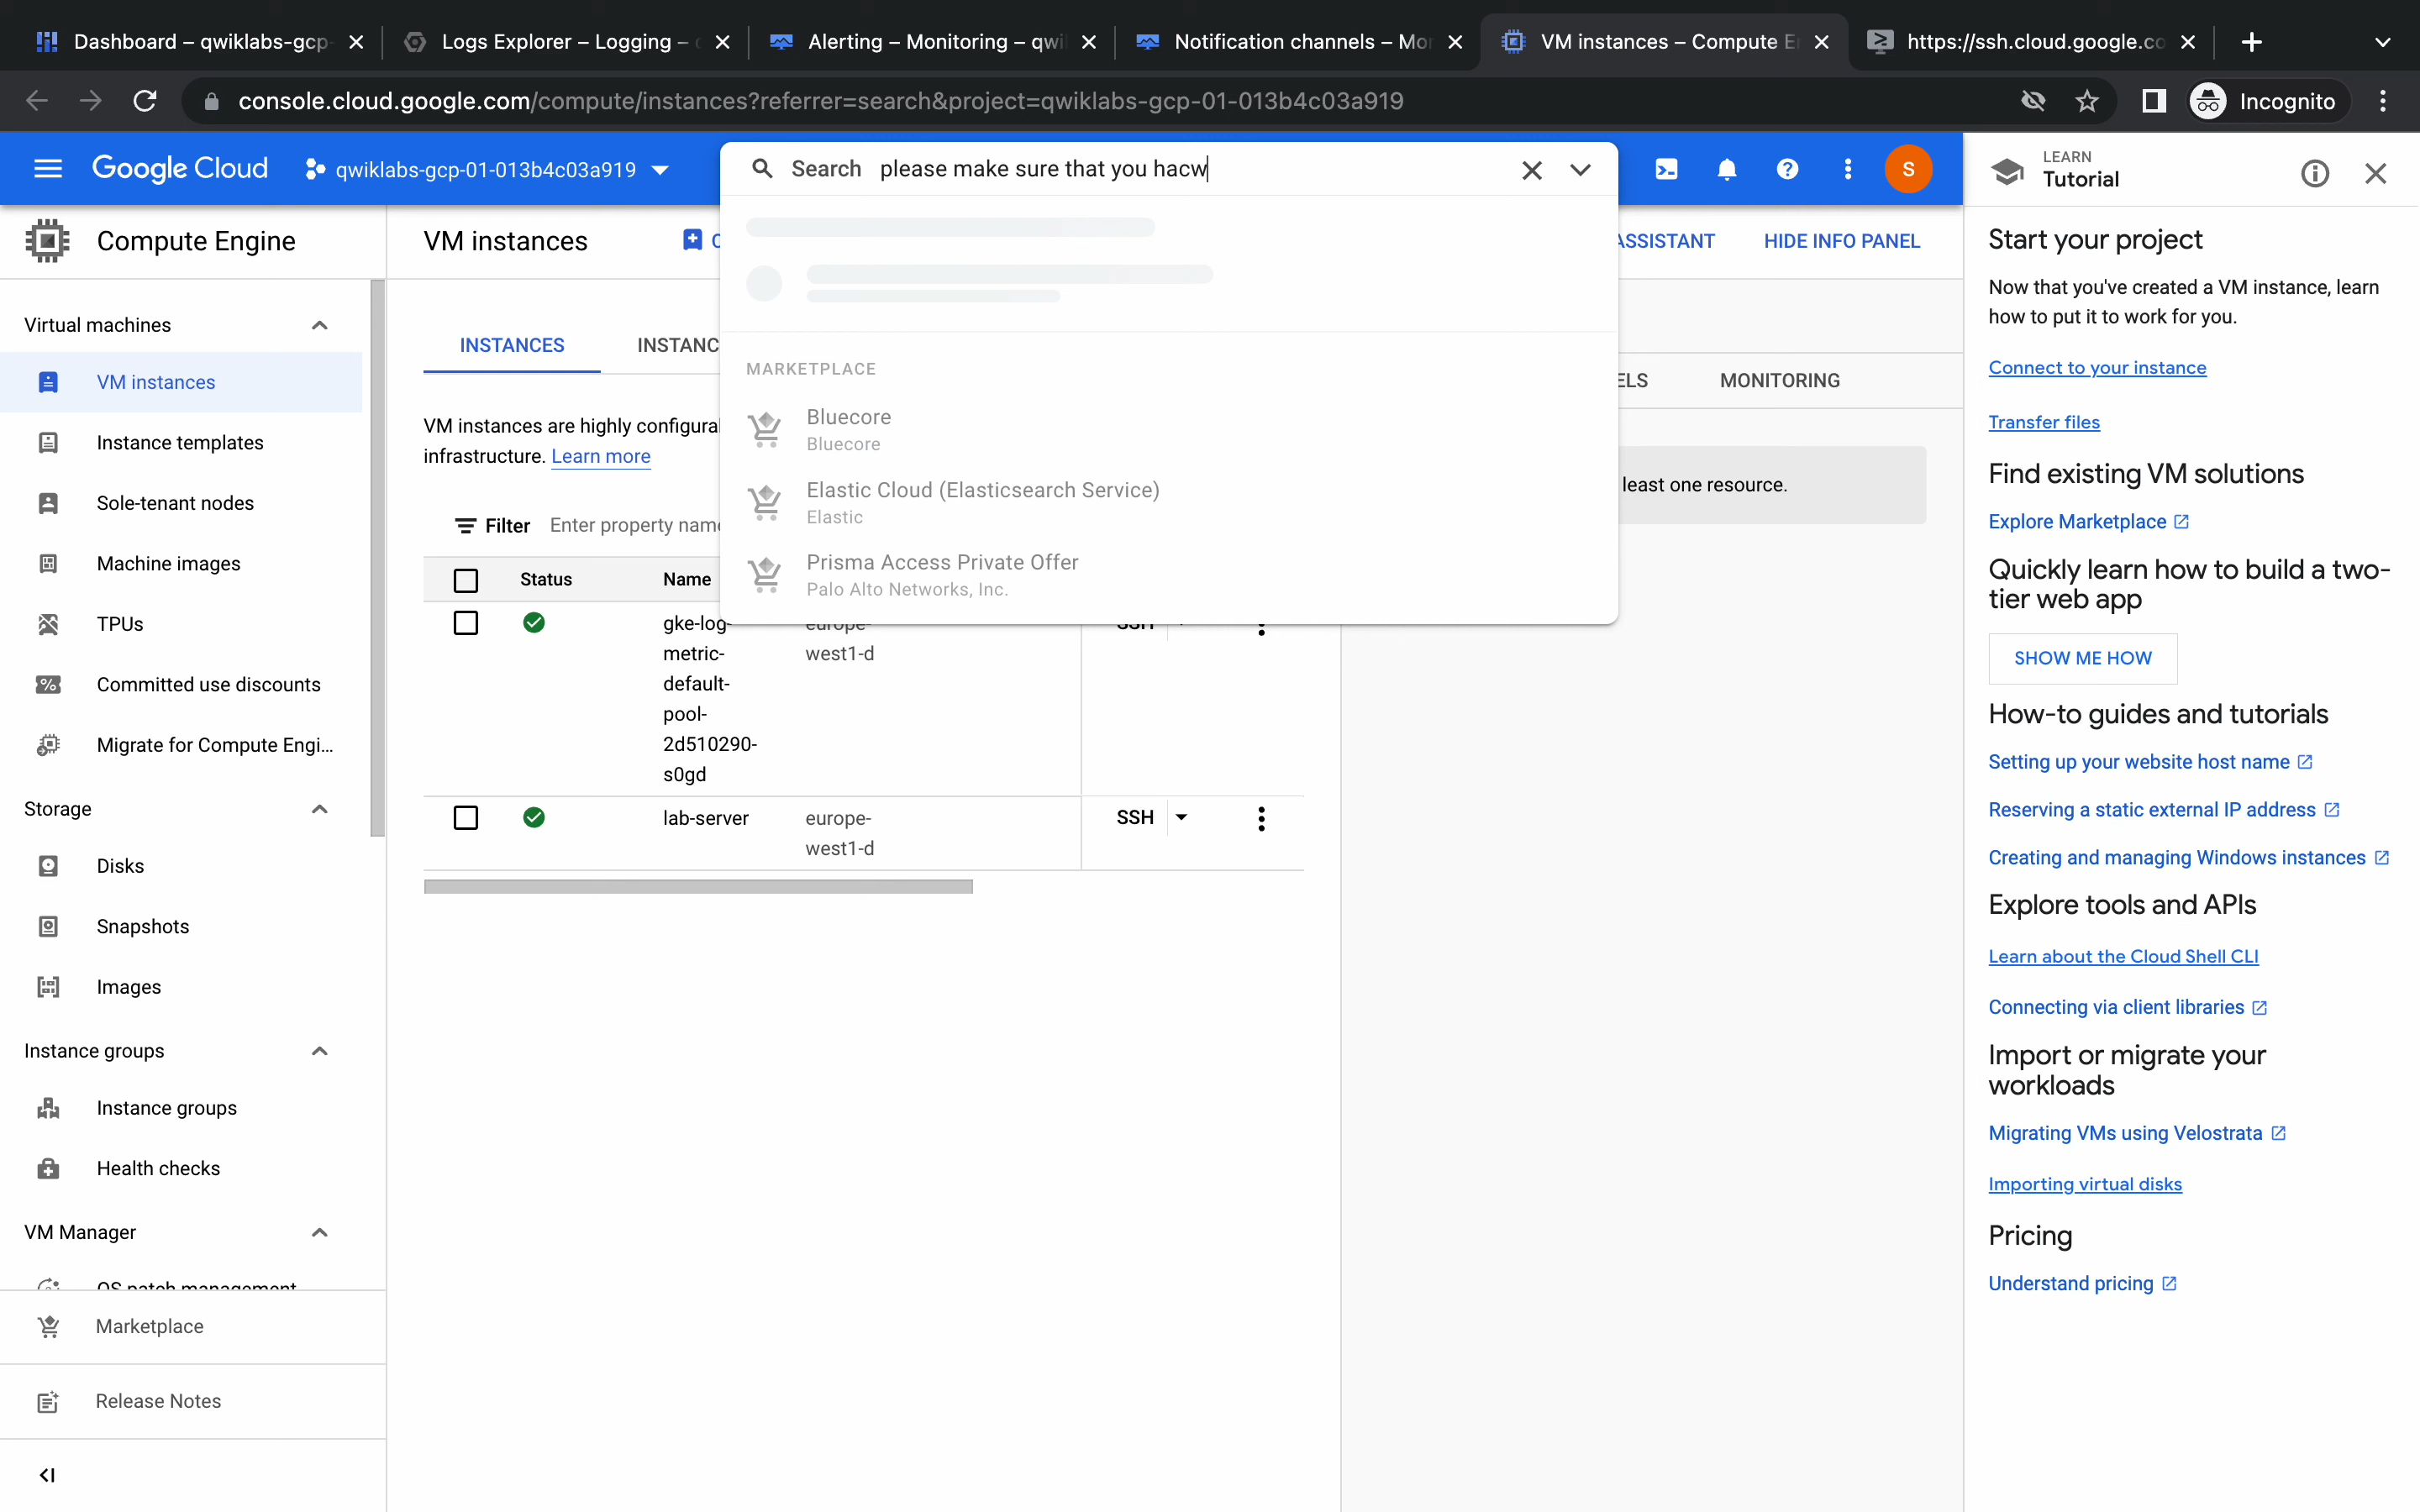 Dashboard – qwiklabs-gcp-
Logs Explorer – Logging –
Alerting – Monitoring – qwi
Notification channels – Mor
VM instances – Compute E
https://ssh.cloud.google.co
console.cloud.google.com/compute/instances?referrer=search&project=qwiklabs-gcp-01-013b4c03a919
Incognito
Google Cloud
qwiklabs-gcp-01-013b4c03a919
Search please make sure that you hacw
S
LEARN
Tutorial
Compute Engine
VM instances
ASSISTANT
HIDE INFO PANEL
Virtual machines
VM instances
Instance templates
Sole-tenant nodes
Machine images
TPUs
Committed use discounts
Migrate for Compute Engi...
Storage
Disks
Snapshots
Images
Instance groups
Instance groups
Health checks
VM Manager
OS patch management
Marketplace
Release Notes
INSTANCES
INSTANC
VM instances are highly configural
infrastructure. Learn more
Filter Enter property name
Status Name
gke-log-
metric-
default-
pool-
2d510290-
s0gd
europe-
west1-d
SSH
lab-server
europe-
west1-d
SSH
MARKETPLACE
Bluecore
Bluecore
Elastic Cloud (Elasticsearch Service)
Elastic
Prisma Access Private Offer
Palo Alto Networks, Inc.
ELS
MONITORING
least one resource.
Start your project
Now that you've created a VM instance, learn
how to put it to work for you.
Connect to your instance
Transfer files
Find existing VM solutions
Explore Marketplace
Quickly learn how to build a two-
tier web app
SHOW ME HOW
How-to guides and tutorials
Setting up your website host name
Reserving a static external IP address
Creating and managing Windows instances
Explore tools and APIs
Learn about the Cloud Shell CLI
Connecting via client libraries
Import or migrate your
workloads
Migrating VMs using Velostrata
Importing virtual disks
Pricing
Understand pricing